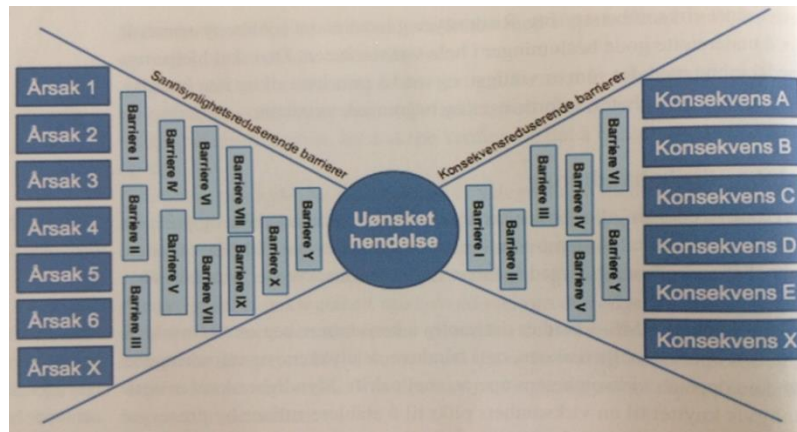 Årsak 1
Årsak 2
Årsak 3
Årsak 4
Årsak 5
Årsak 6
Årsak X
Sannsynlighetsreduserende barrierer
Barriere I
Barriere II
Barriere III
Barriere IV
Barriere V
Barriere VI
Barriere VII
Barriere VIII
Barriere IX
Barriere X
Barriere Y
Uønsket
hendelse
Konsekvensreduserende barrierer
Barriere I
Barriere II
Barriere III
Barriere IV
Barriere V
Barriere VI
Barriere Y
Konsekvens A
Konsekvens B
Konsekvens C
Konsekvens D
Konsekvens E
Konsekvens X